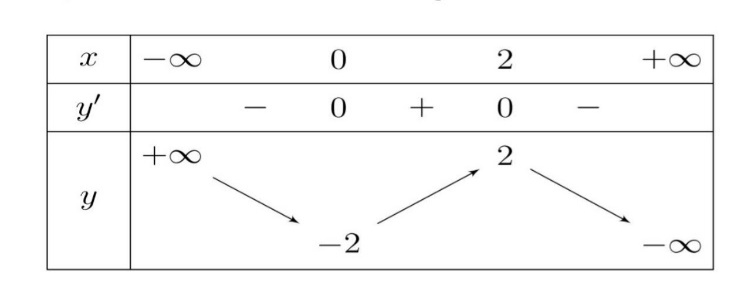 x −∞ 0 2 +∞
y′ − 0 + 0 −
+∞ 2
y
−2 −∞